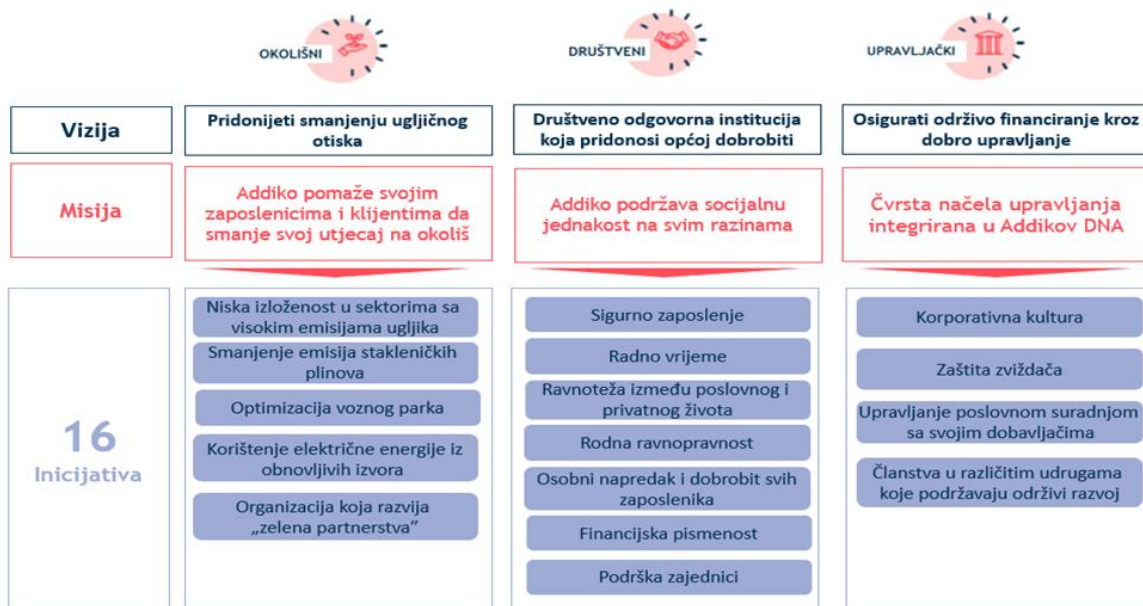 OKOLIŠNI
DRUŠTVENI
UPRAVLJAČKI
Vizija
Pridonijeti smanjenju ugljičnog
otiska
Društveno odgovorna institucija
koja pridonosi općoj dobrobiti
Osigurati održivo financiranje kroz
dobro upravljanje
Misija
Addiko pomaže svojim
zaposlenicima i klijentima da
smanje svoj utjecaj na okoliš
Addiko podržava socijalnu
jednakost na svim razinama
Čvrsta načela upravljanja
integrirana u Addikov DNA
16
Inicijativa
Niska izloženost u sektorima sa
visokim emisijama ugljika
Smanjenje emisija stakleničkih
plinova
Optimizacija voznog parka
Korištenje električne energije iz
obnovljivih izvora
Organizacija koja razvija
„zelena partnerstva”
Sigurno zaposlenje
Radno vrijeme
Ravnoteža između poslovnog i
privatnog života
Rodna ravnopravnost
Osobni napredak i dobrobit svih
zaposlenika
Financijska pismenost
Podrška zajednici
Korporativna kultura
Zaštita zviždača
Upravljanje poslovnom suradnjom
sa svojim dobavljačima
Članstva u različitim udrugama
koje podržavaju održivi razvoj